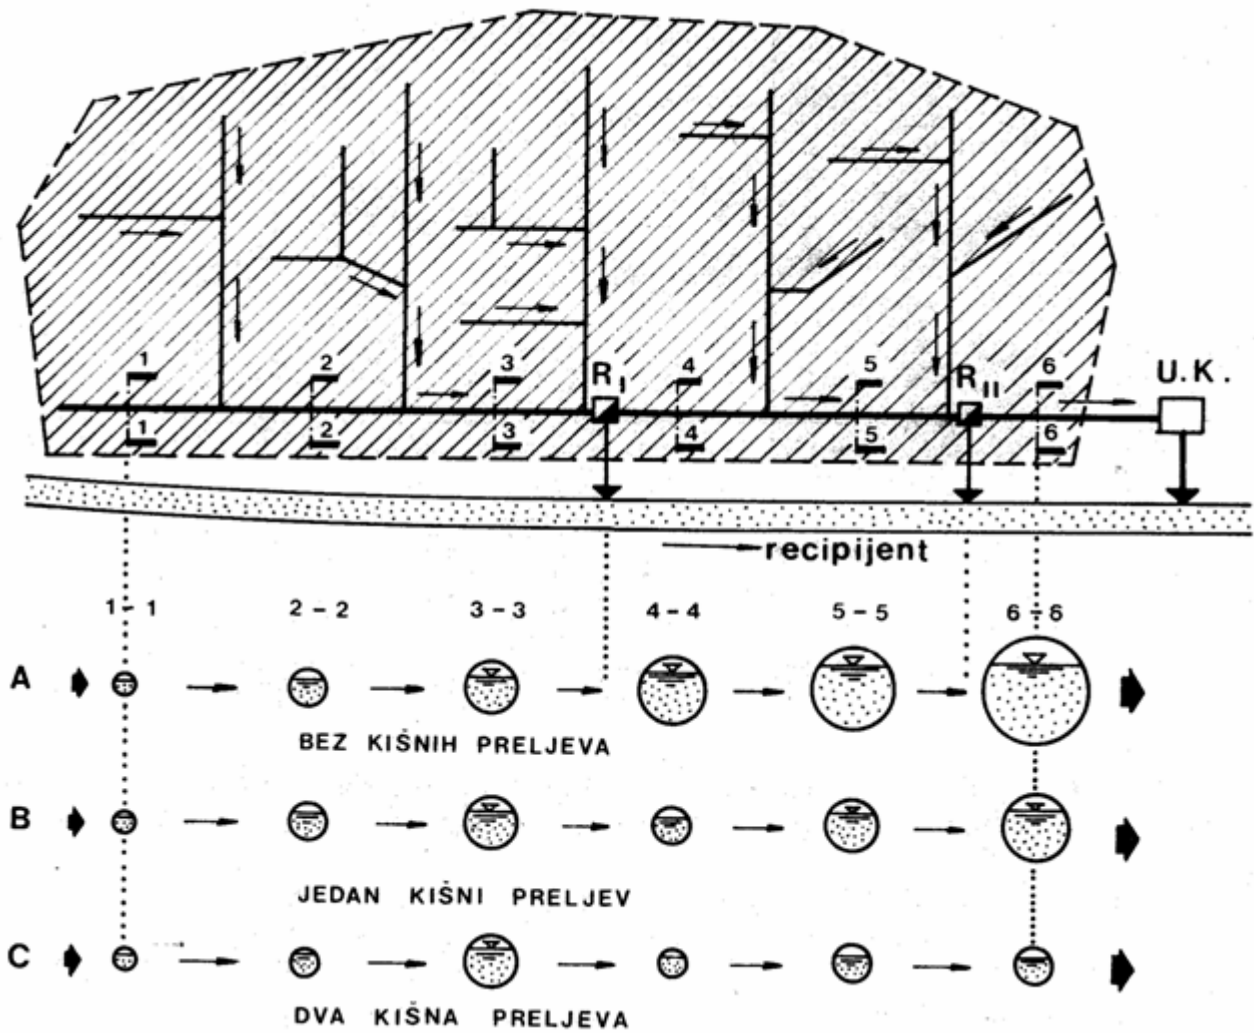 1 2 3 R I 4 5 R II 6 U.K.
1 2 3 4 5 6
recipijent
1 - 1 2 - 2 3 - 3 4 - 4 5 - 5 6 - 6
A
BEZ KIŠNIH PRELJEVA
B
JEDAN KIŠNI PRELJEV
C
DVA KIŠNA PRELJEVA